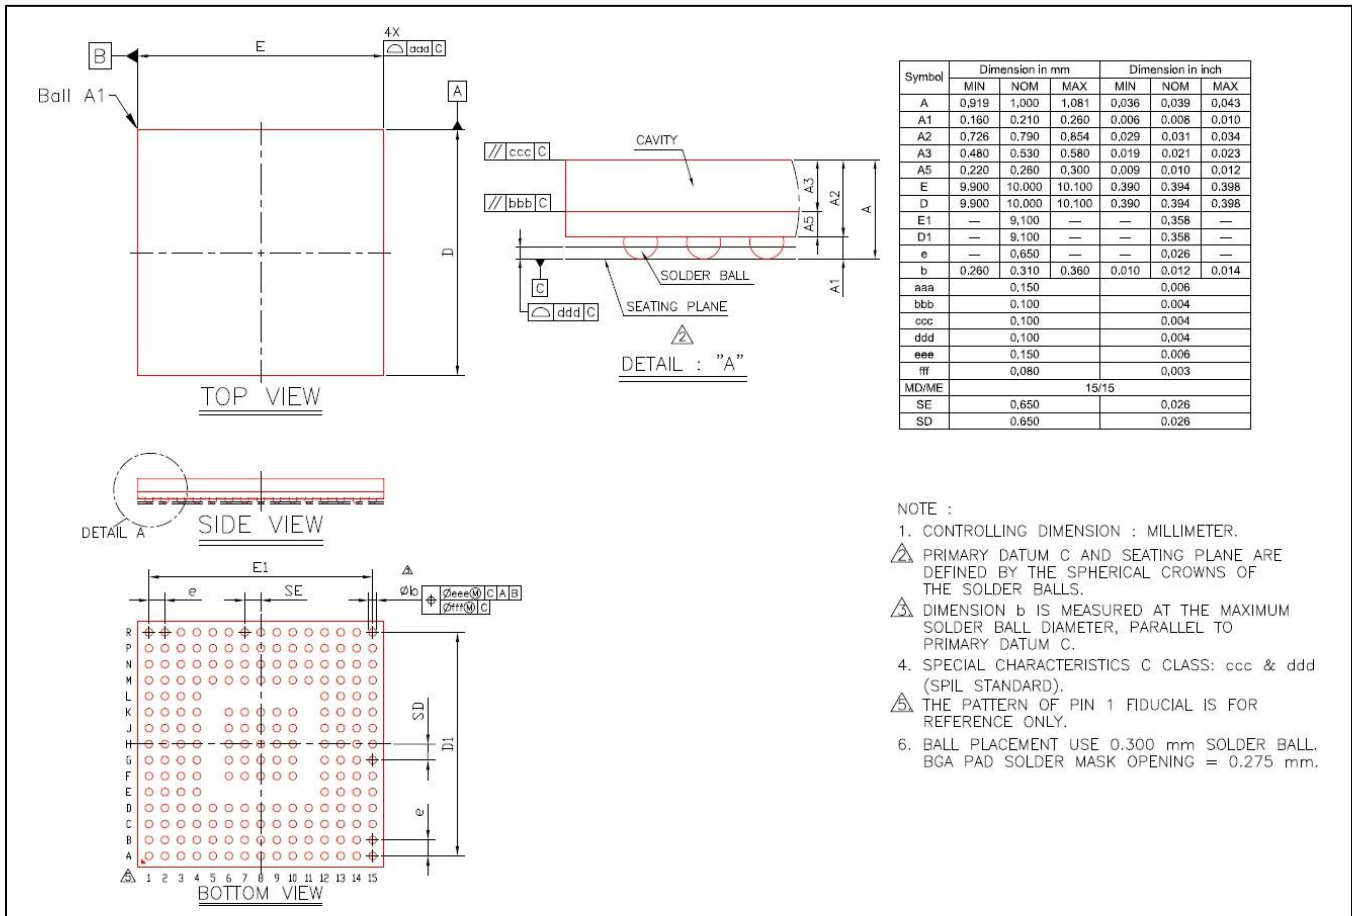 4X
E
aaa C
B
Ball A1
A
D
TOP VIEW
CAVITY
// ccc C
// bbb C
A3
A2
A
A5
A1
SOLDER BALL
C
SEATING PLANE
ddd C
2
DETAIL : "A"
Symbol Dimension in mm Dimension in inch
MIN NOM MAX MIN NOM MAX
A 0.919 1.000 1.081 0.036 0.039 0.043
A1 0.160 0.210 0.260 0.006 0.008 0.010
A2 0.726 0.790 0.854 0.029 0.031 0.034
A3 0.480 0.530 0.580 0.019 0.021 0.023
A5 0.220 0.260 0.300 0.009 0.010 0.012
E 9.900 10.000 10.100 0.390 0.394 0.398
D 9.900 10.000 10.100 0.390 0.394 0.398
E1 — 9.100 — — 0.358 —
D1 — 9.100 — — 0.358 —
e — 0.650 — — 0.026 —
b 0.260 0.310 0.360 0.010 0.012 0.014
aaa 0.150 0.006
bbb 0.100 0.004
ccc 0.100 0.004
ddd 0.100 0.004
eee 0.150 0.006
fff 0.080 0.003
MD/ME 15/15
SE 0.650 0.026
SD 0.650 0.026
DETAIL A
SIDE VIEW
E1
e
SE
3
Øb
⌖ Øeee Ⓜ C A B
Øfff Ⓜ C
R
P
N
M
L
K
J
H
G
F
E
D
C
B
A
SD
D1
e
5
1 2 3 4 5 6 7 8 9 10 11 12 13 14 15
BOTTOM VIEW
NOTE :
1. CONTROLLING DIMENSION : MILLIMETER.
2 PRIMARY DATUM C AND SEATING PLANE ARE
DEFINED BY THE SPHERICAL CROWNS OF
THE SOLDER BALLS.
3 DIMENSION b IS MEASURED AT THE MAXIMUM
SOLDER BALL DIAMETER, PARALLEL TO
PRIMARY DATUM C.
4. SPECIAL CHARACTERISTICS C CLASS: ccc & ddd
(SPIL STANDARD).
5 THE PATTERN OF PIN 1 FIDUCIAL IS FOR
REFERENCE ONLY.
6. BALL PLACEMENT USE 0.300 mm SOLDER BALL.
BGA PAD SOLDER MASK OPENING = 0.275 mm.